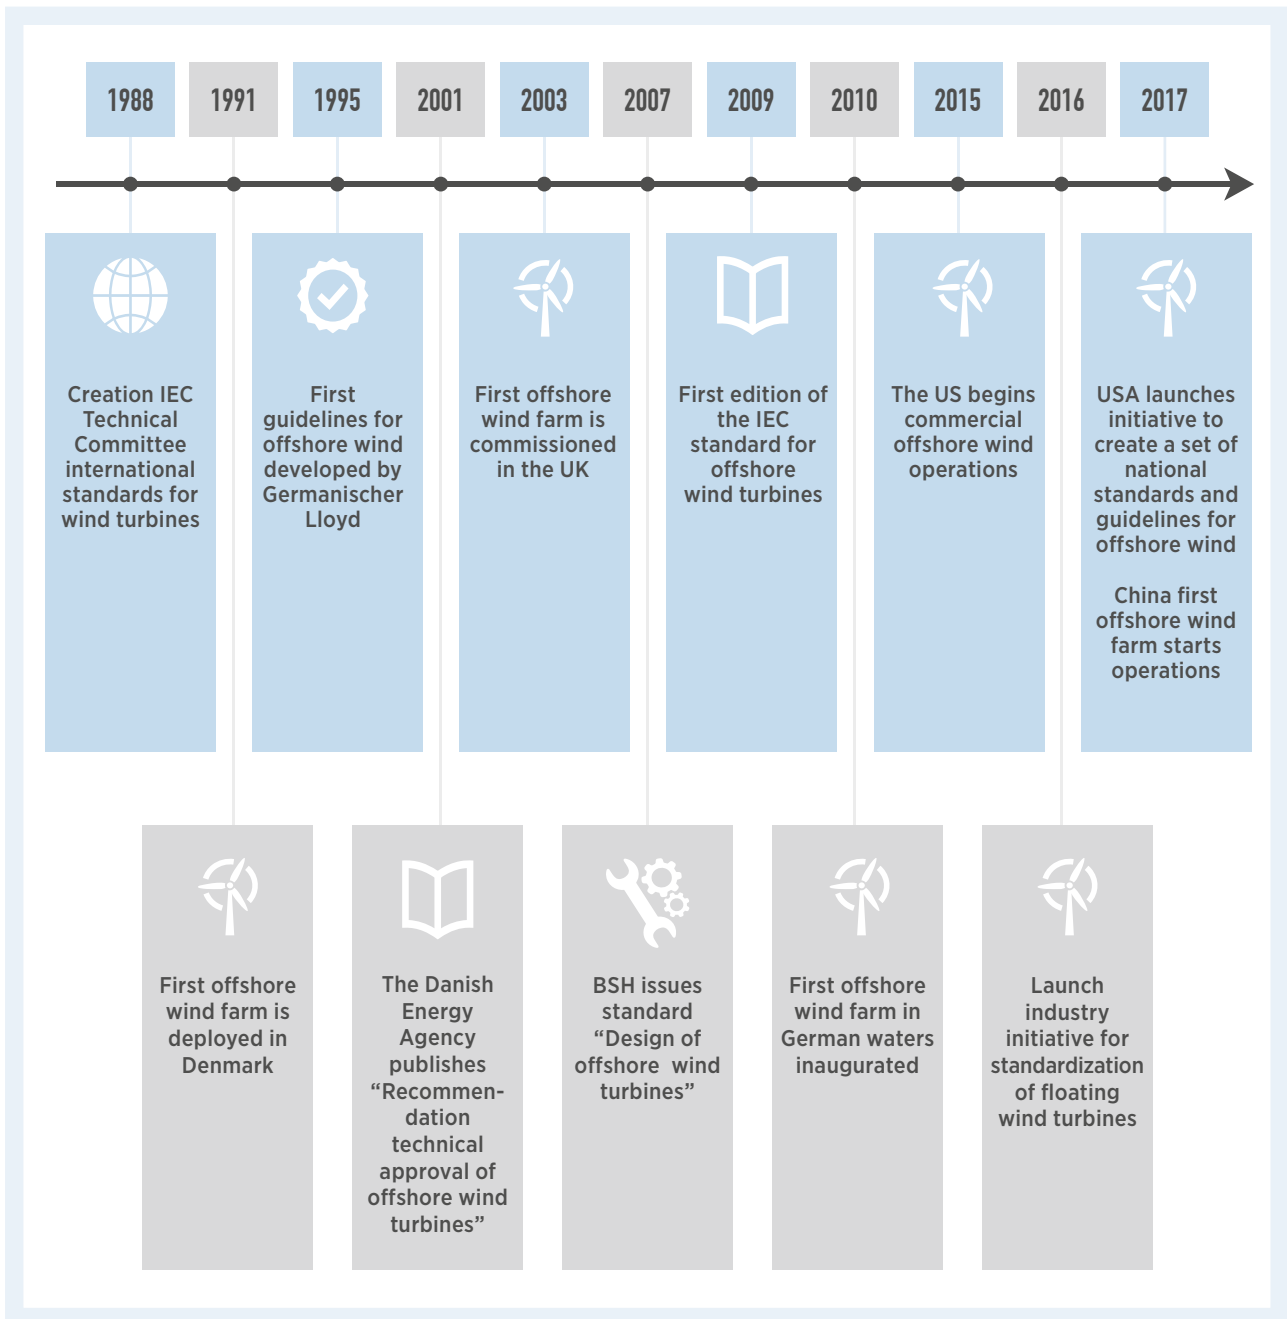 1988
1991
1995
2001
2003
2007
2009
2010
2015
2016
2017
Creation IEC
Technical
Committee
international
standards for
wind turbines
First
guidelines for
offshore wind
developed by
Germanischer
Lloyd
First offshore
wind farm is
commissioned
in the UK
First edition of
the IEC
standard for
offshore
wind turbines
The US begins
commercial
offshore wind
operations
USA launches
initiative to
create a set of
national
standards and
guidelines for
offshore wind
China first
offshore wind
farm starts
operations
First offshore
wind farm is
deployed in
Denmark
The Danish
Energy
Agency
publishes
“Recommen-
dation
technical
approval of
offshore wind
turbines”
BSH issues
standard
“Design of
offshore  wind
turbines”
First offshore
wind farm in
German waters
inaugurated
Launch
industry
initiative for
standardization
of floating
wind turbines